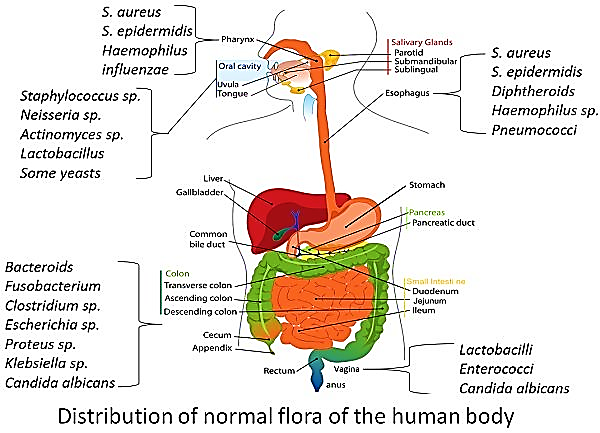 S. aureus
S. epidermidis
Haemophilus
influenzae
Pharynx
Oral cavity
Uvula
Tongue
Staphylococcus sp.
Neisseria sp.
Actinomyces sp.
Lactobacillus
Some yeasts
Salivary Glands
Parotid
Submandibular
Sublingual
Esophagus
S. aureus
S. epidermidis
Diphtheroids
Haemophilus sp.
Pneumococci
Liver
Gallbladder
Common
bile duct
Stomach
Pancreas
Pancreatic duct
Bacteroids
Fusobacterium
Clostridium sp.
Escherichia sp.
Proteus sp.
Klebsiella sp.
Candida albicans
Colon
Transverse colon
Ascending colon
Descending colon
Cecum
Appendix
Small Intestine
Duodenum
Jejunum
Ileum
Rectum
anus
Vagina
Lactobacilli
Enterococci
Candida albicans
Distribution of normal flora of the human body